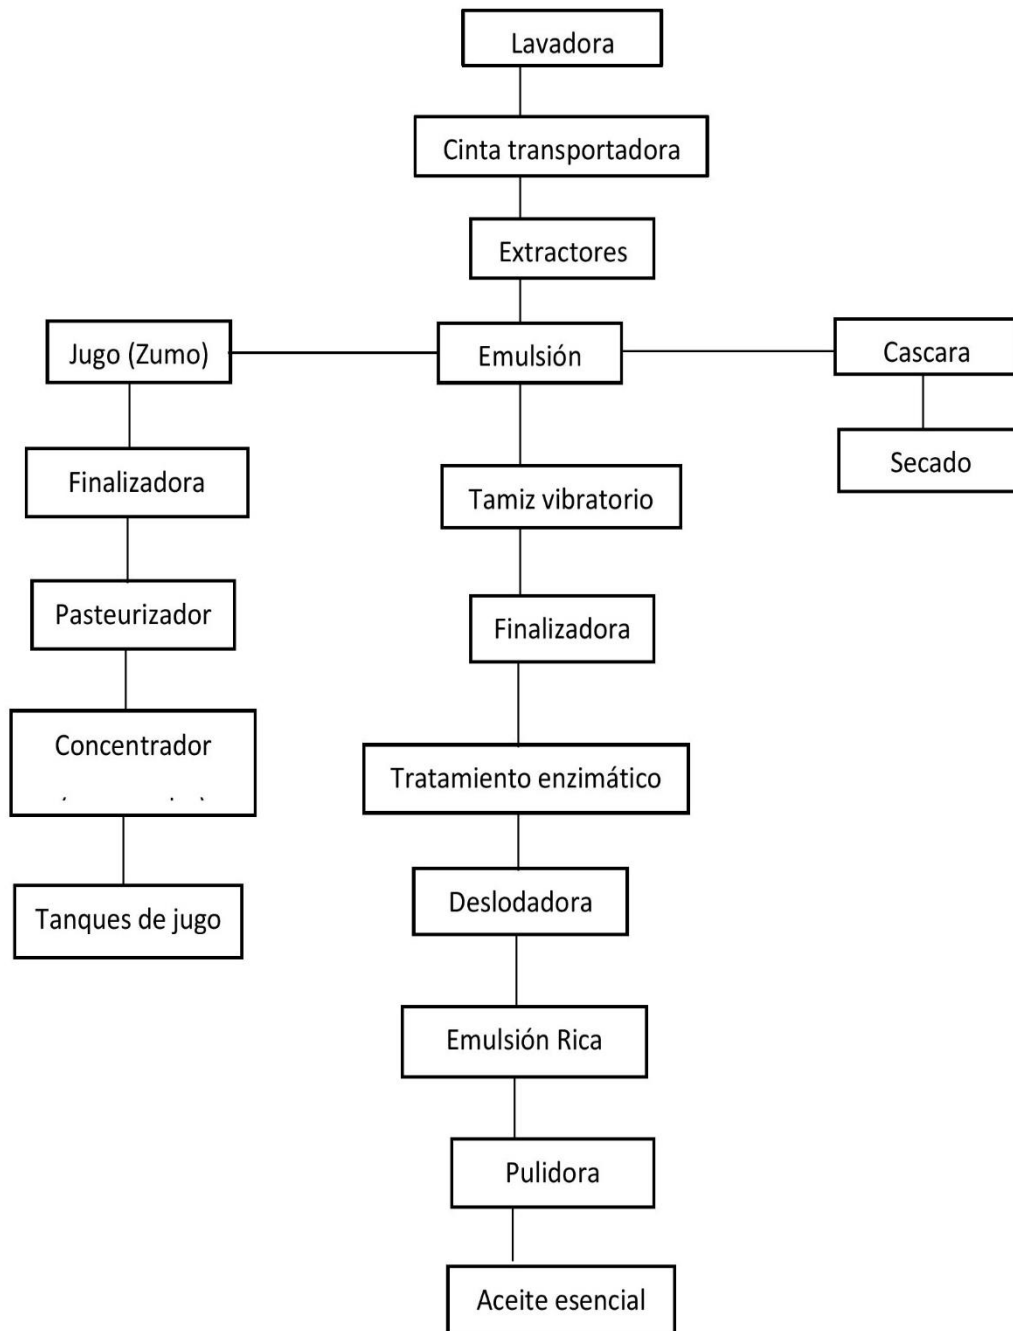 Lavadora
Cinta transportadora
Extractores
Jugo (Zumo)
Emulsión
Cascara
Finalizadora
Tamiz vibratorio
Secado
Pasteurizador
Finalizadora
Concentrador
Tratamiento enzimático
Tanques de jugo
Deslodadora
Emulsión Rica
Pulidora
Aceite esencial